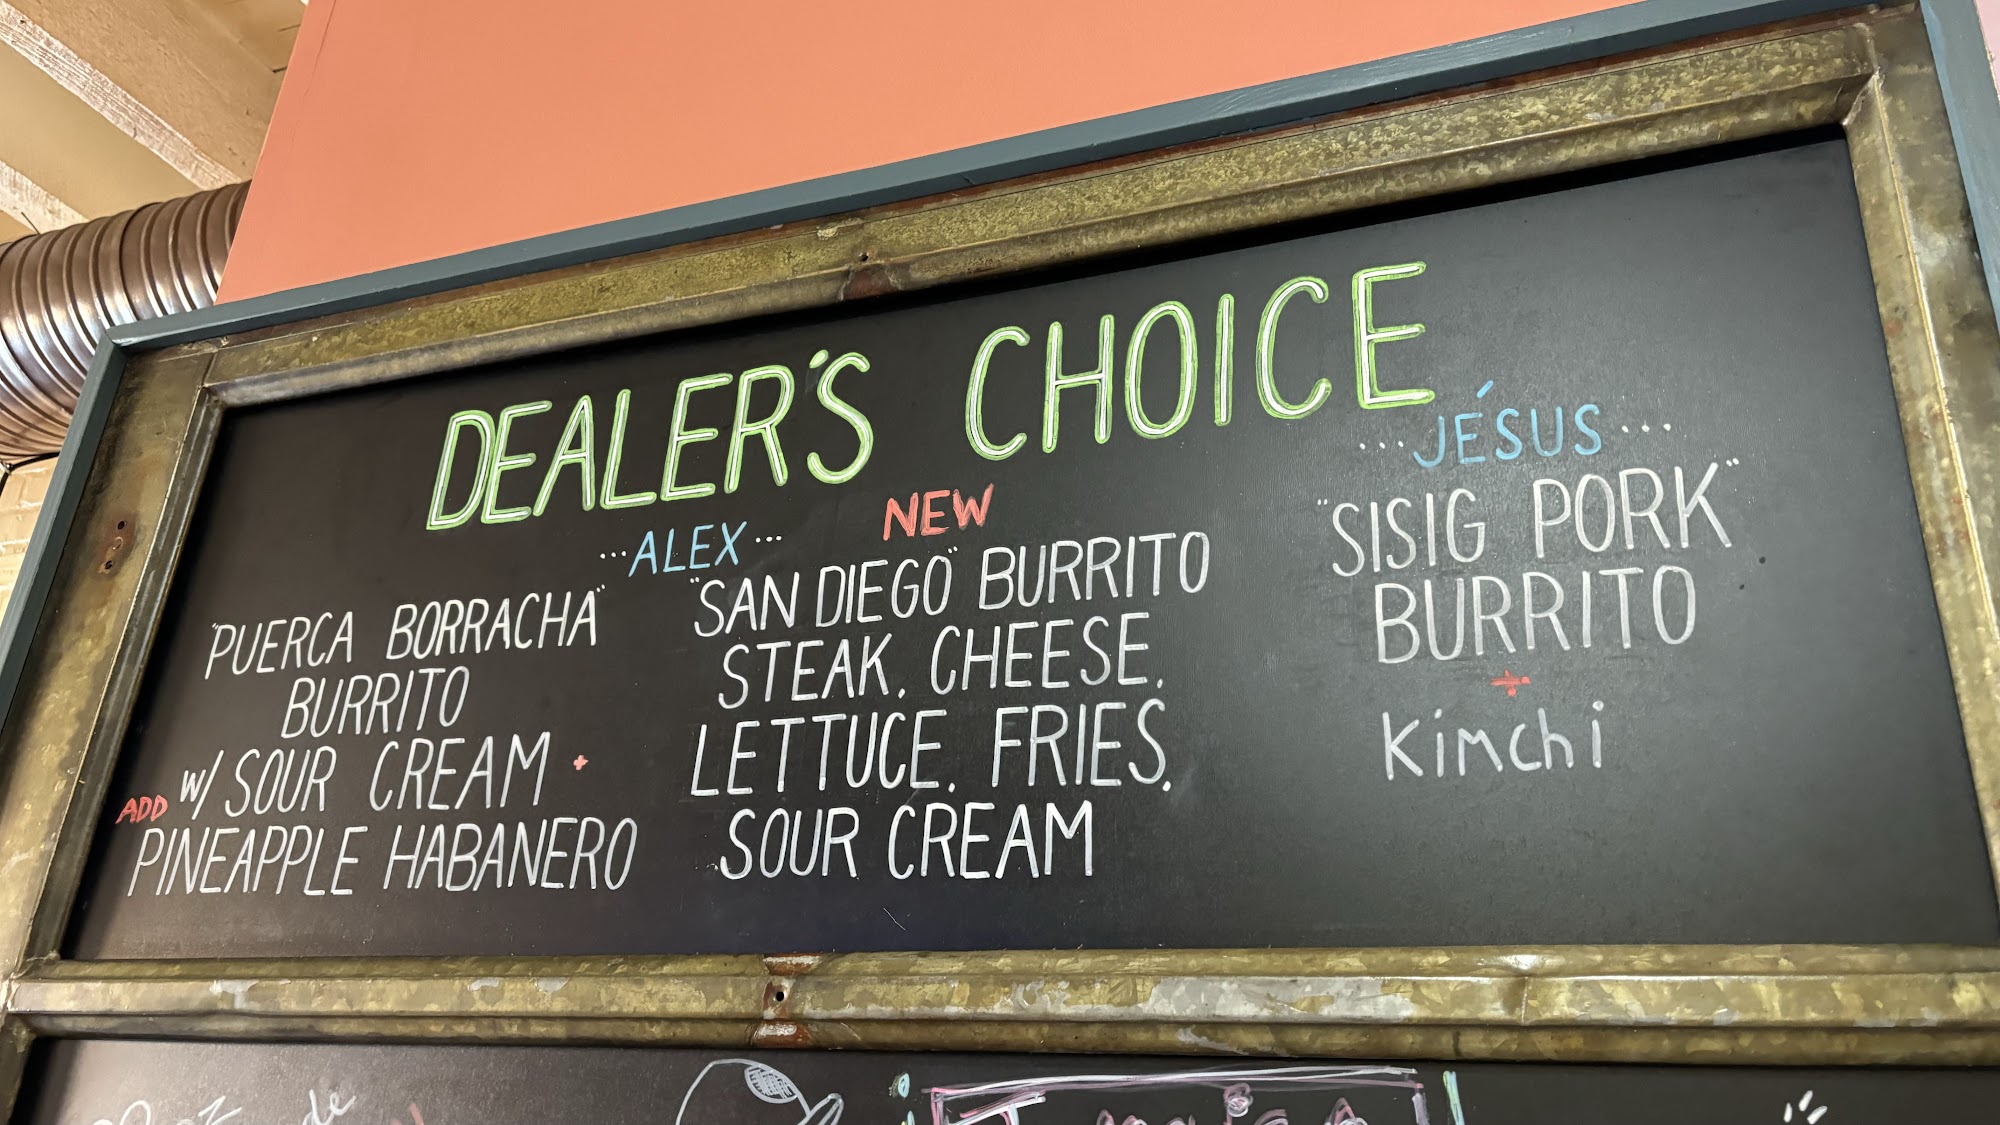 DEALER'S CHOICE
...ALEX...
"PUERCA BORRACHA"
BURRITO
w/ SOUR CREAM +
ADD
PINEAPPLE HABANERO
NEW
"SAN DIEGO" BURRITO
STEAK, CHEESE,
LETTUCE, FRIES,
SOUR CREAM
...JÉSUS...
"SISIG PORK"
BURRITO
+
Kimchi
de